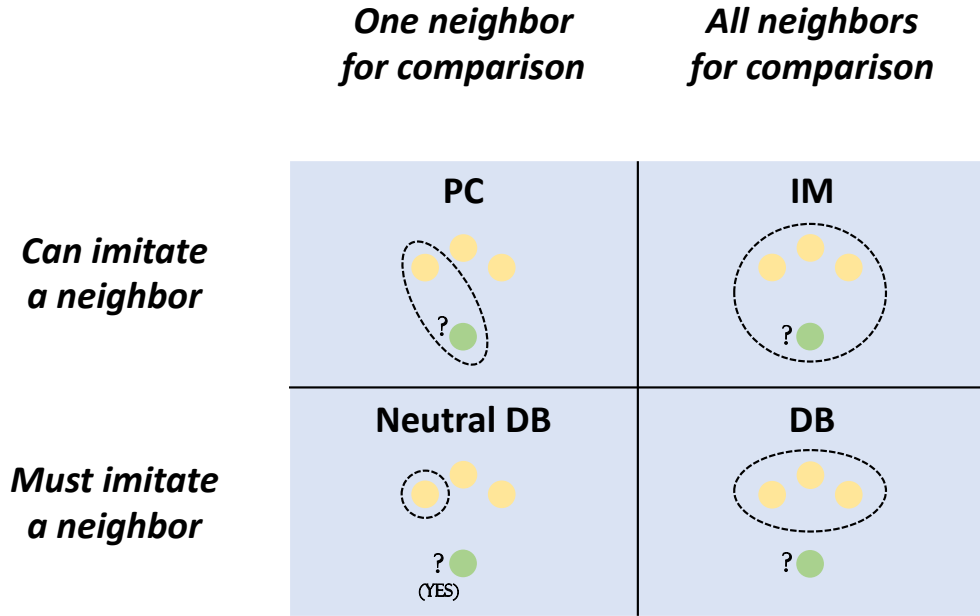 One neighbor
for comparison
All neighbors
for comparison
Can imitate
a neighbor
PC
?
IM
?
Must imitate
a neighbor
Neutral DB
?
(YES)
DB
?